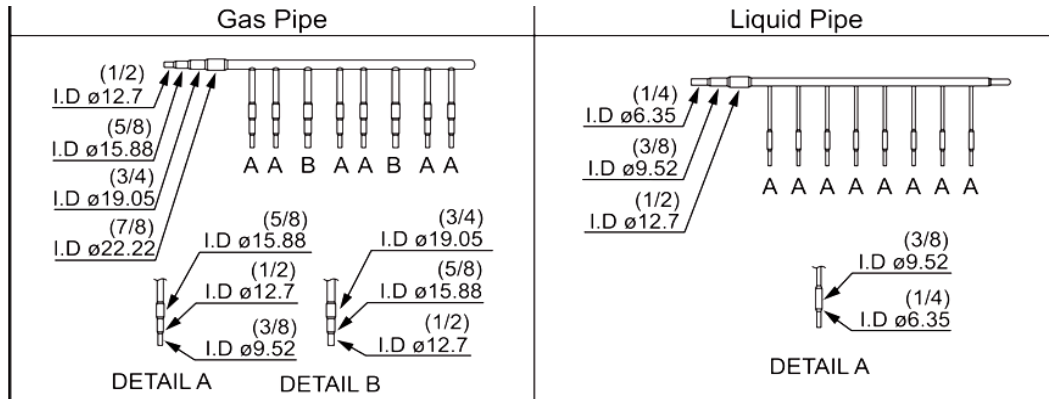 Gas Pipe
(1/2)
I.D ø12.7
(5/8)
I.D ø15.88
(3/4)
I.D ø19.05
(7/8)
I.D ø22.22
A A B A A B A A
(5/8)
I.D ø15.88
(1/2)
I.D ø12.7
(3/8)
I.D ø9.52
DETAIL A
(3/4)
I.D ø19.05
(5/8)
I.D ø15.88
(1/2)
I.D ø12.7
DETAIL B
Liquid Pipe
(1/4)
I.D ø6.35
(3/8)
I.D ø9.52
(1/2)
I.D ø12.7
A A A A A A A A
(3/8)
I.D ø9.52
(1/4)
I.D ø6.35
DETAIL A